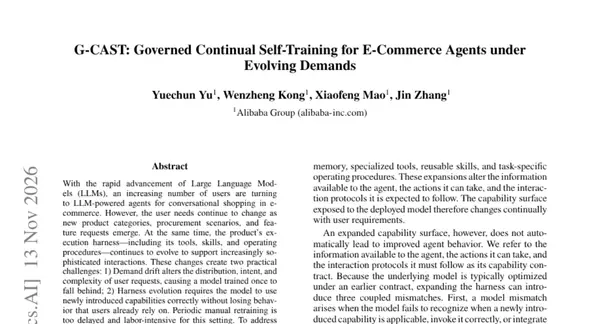 G-CAST: Governed Continual Self-Training for E-Commerce Agents under
Evolving Demands
Yuechun Yu1, Wenzheng Kong1, Xiaofeng Mao1, Jin Zhang1
1Alibaba Group (alibaba-inc.com)
cs.AI] 13 Nov 2026
Abstract
With the rapid advancement of Large Language Mod-
els (LLMs), an increasing number of users are turning
to LLM-powered agents for conversational shopping in e-
commerce. However, the user needs continue to change as
new product categories, procurement scenarios, and fea-
ture requests emerge. At the same time, the product's ex-
ecution harness—including its tools, skills, and operating
procedures—continues to evolve to support increasingly so-
phisticated interactions. These changes create two practical
challenges: 1) Demand drift alters the distribution, intent, and
complexity of user requests, causing a model trained once to
fall behind; 2) Harness evolution requires the model to use
newly introduced capabilities correctly without losing behav-
ior that users already rely on. Periodic manual retraining is
too delayed and labor-intensive for this setting. To address
memory, specialized tools, reusable skills, and task-specific
operating procedures. These expansions alter the information
available to the agent, the actions it can take, and the interac-
tion protocols it is expected to follow. The capability surface
exposed to the deployed model therefore changes continually
with user requirements.
An expanded capability surface, however, does not auto-
matically lead to improved agent behavior. We refer to the
information available to the agent, the actions it can take, and
the interaction protocols it must follow as its capability con-
tract. Because the underlying model is typically optimized
under an earlier contract, expanding the harness can intro-
duce three coupled mismatches. First, a model mismatch
arises when the model fails to recognize when a newly intro-
duced capability is applicable, invoke it correctly, or integrate